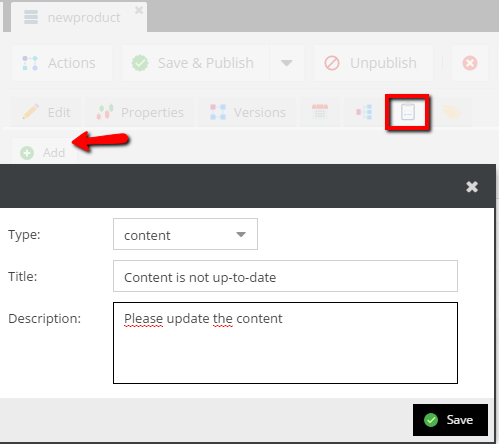 newproduct
Actions
Save & Publish
Unpublish
Edit
Properties
Versions
Add
Type:
content
Title:
Content is not up-to-date
Description:
Please update the content
Save